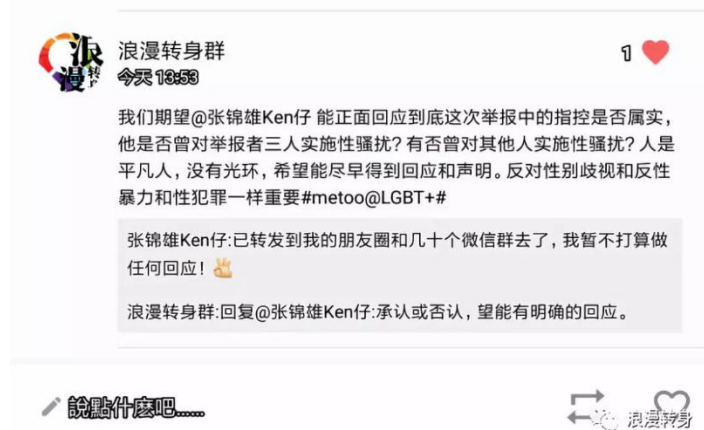 浪漫转身
浪漫转身群
1
今天 13:53
我们期望@张锦雄Ken仔 能正面回应到底这次举报中的指控是否属实，
他是否曾对举报者三人实施性骚扰？有否曾对其他人实施性骚扰？人是
平凡人，没有光环，希望能尽早得到回应和声明。反对性别歧视和反性
暴力和性犯罪一样重要#metoo@LGBT+#
张锦雄Ken仔:已转发到我的朋友圈和几十个微信群去了，我暂不打算做
任何回应！👌
浪漫转身群:回复@张锦雄Ken仔:承认或否认，望能有明确的回应。
說點什麽吧......
浪漫转身